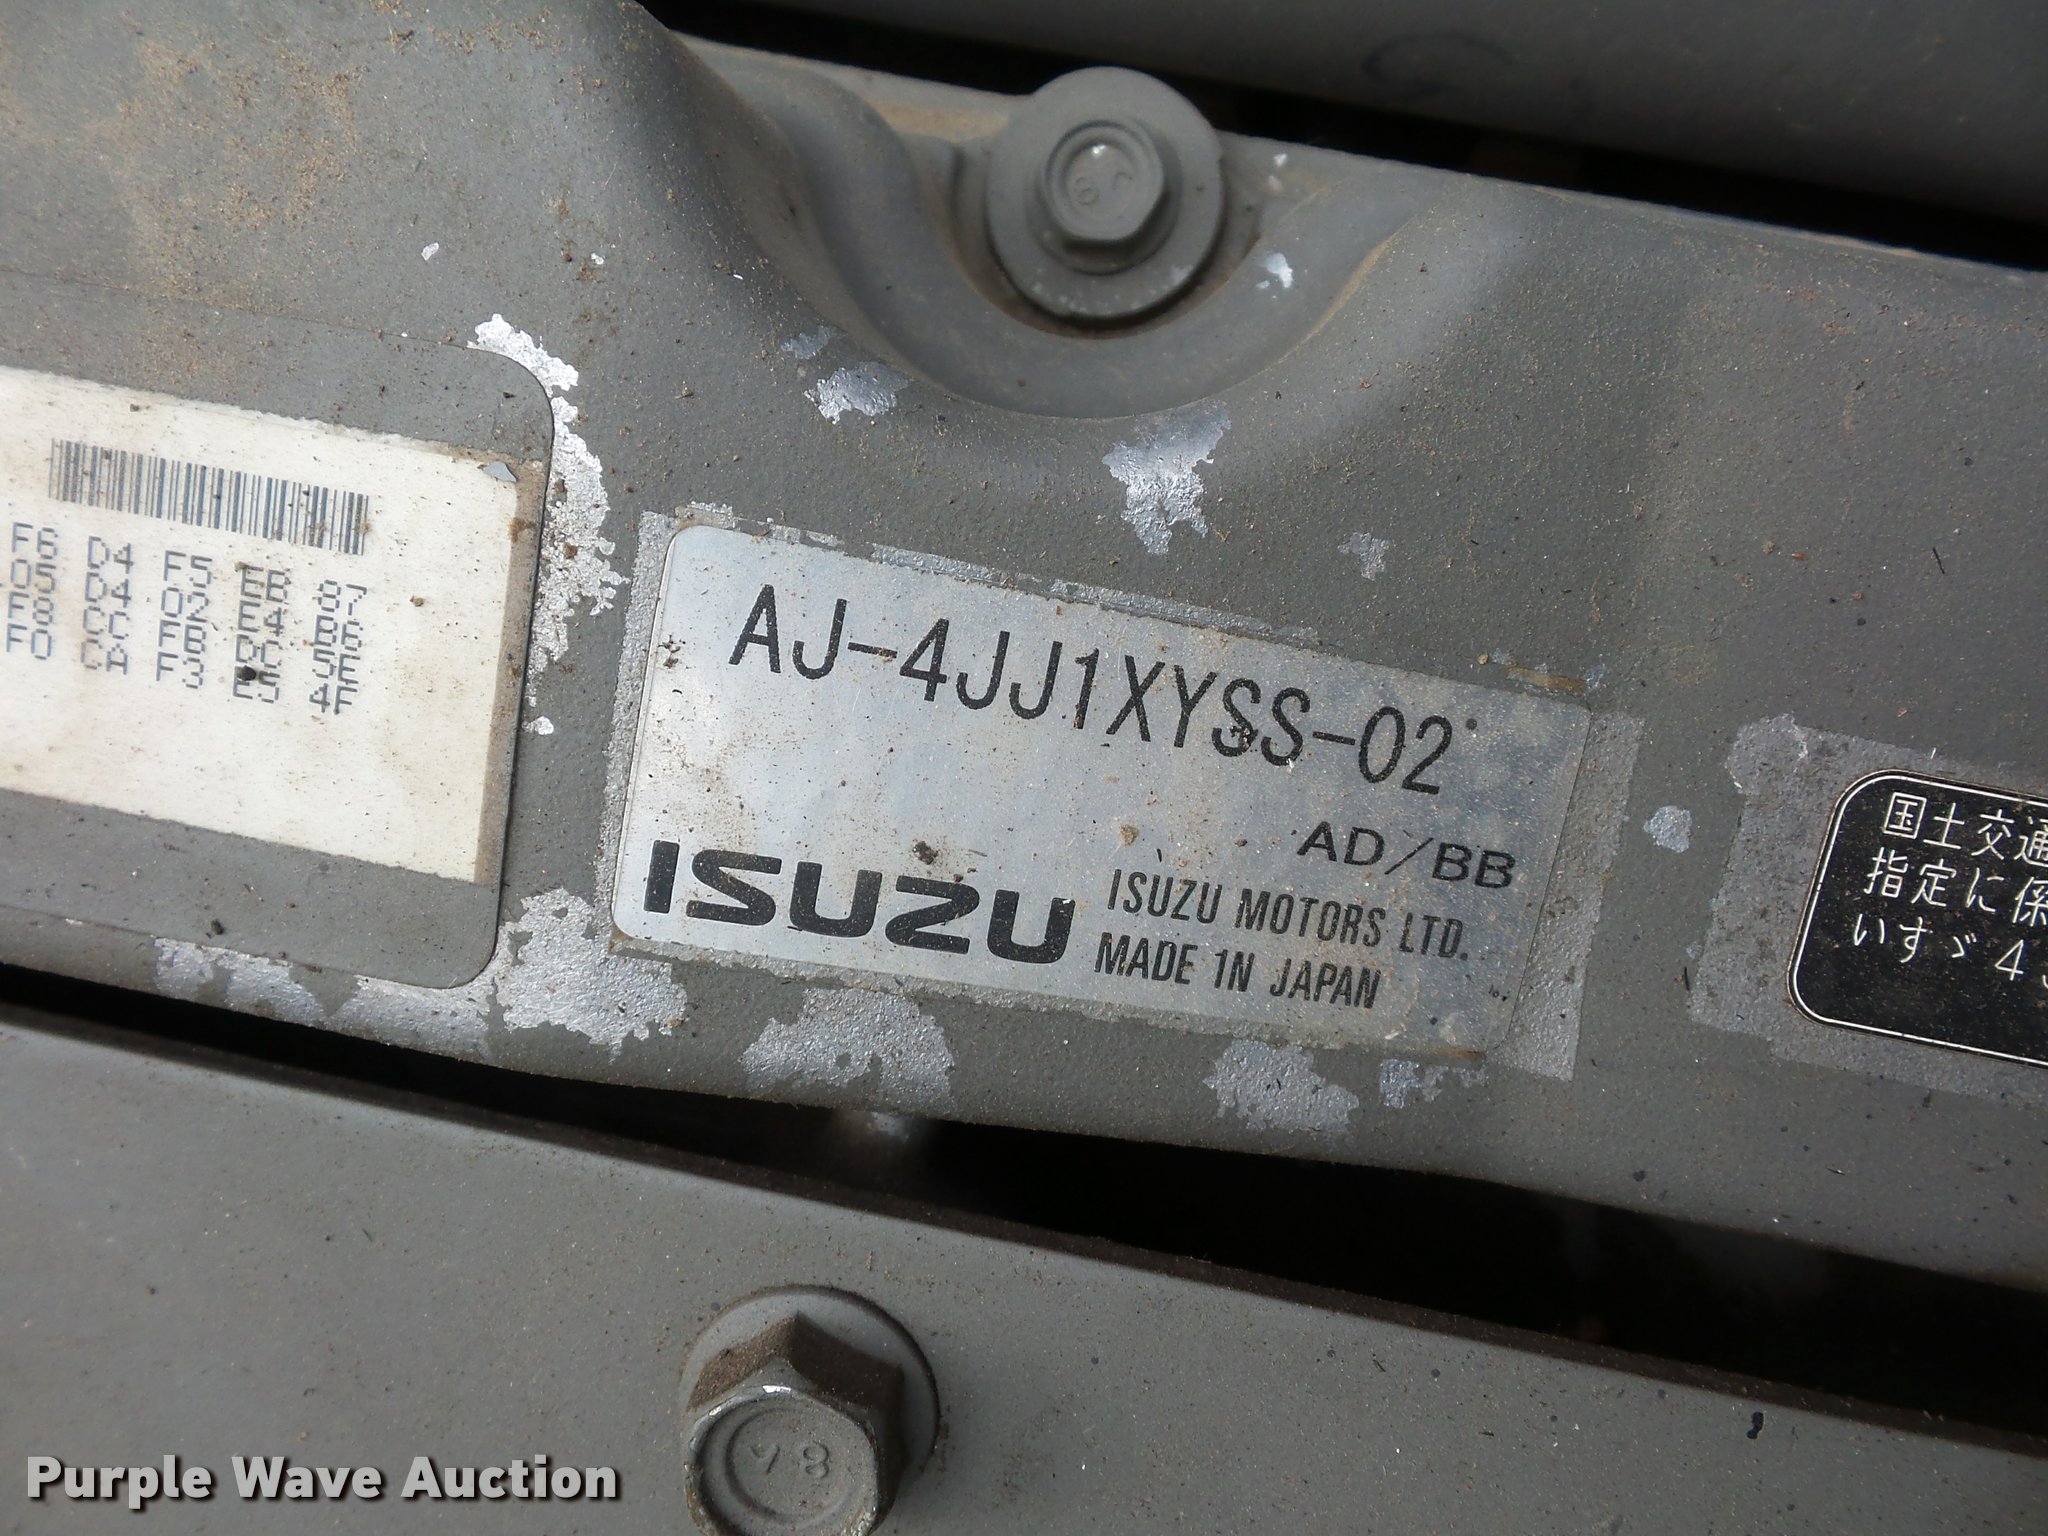 F6 D4 F5 EB 87
05 D4 02 E4 B6
F8 CC FB DC 5E
F0 CA F3 E5 4F
AJ-4JJ1XYSS-02
AD/BB
ISUZU
ISUZU MOTORS LTD.
MADE IN JAPAN
国土交通
指定に係
いすゞ4J
8
Purple Wave Auction